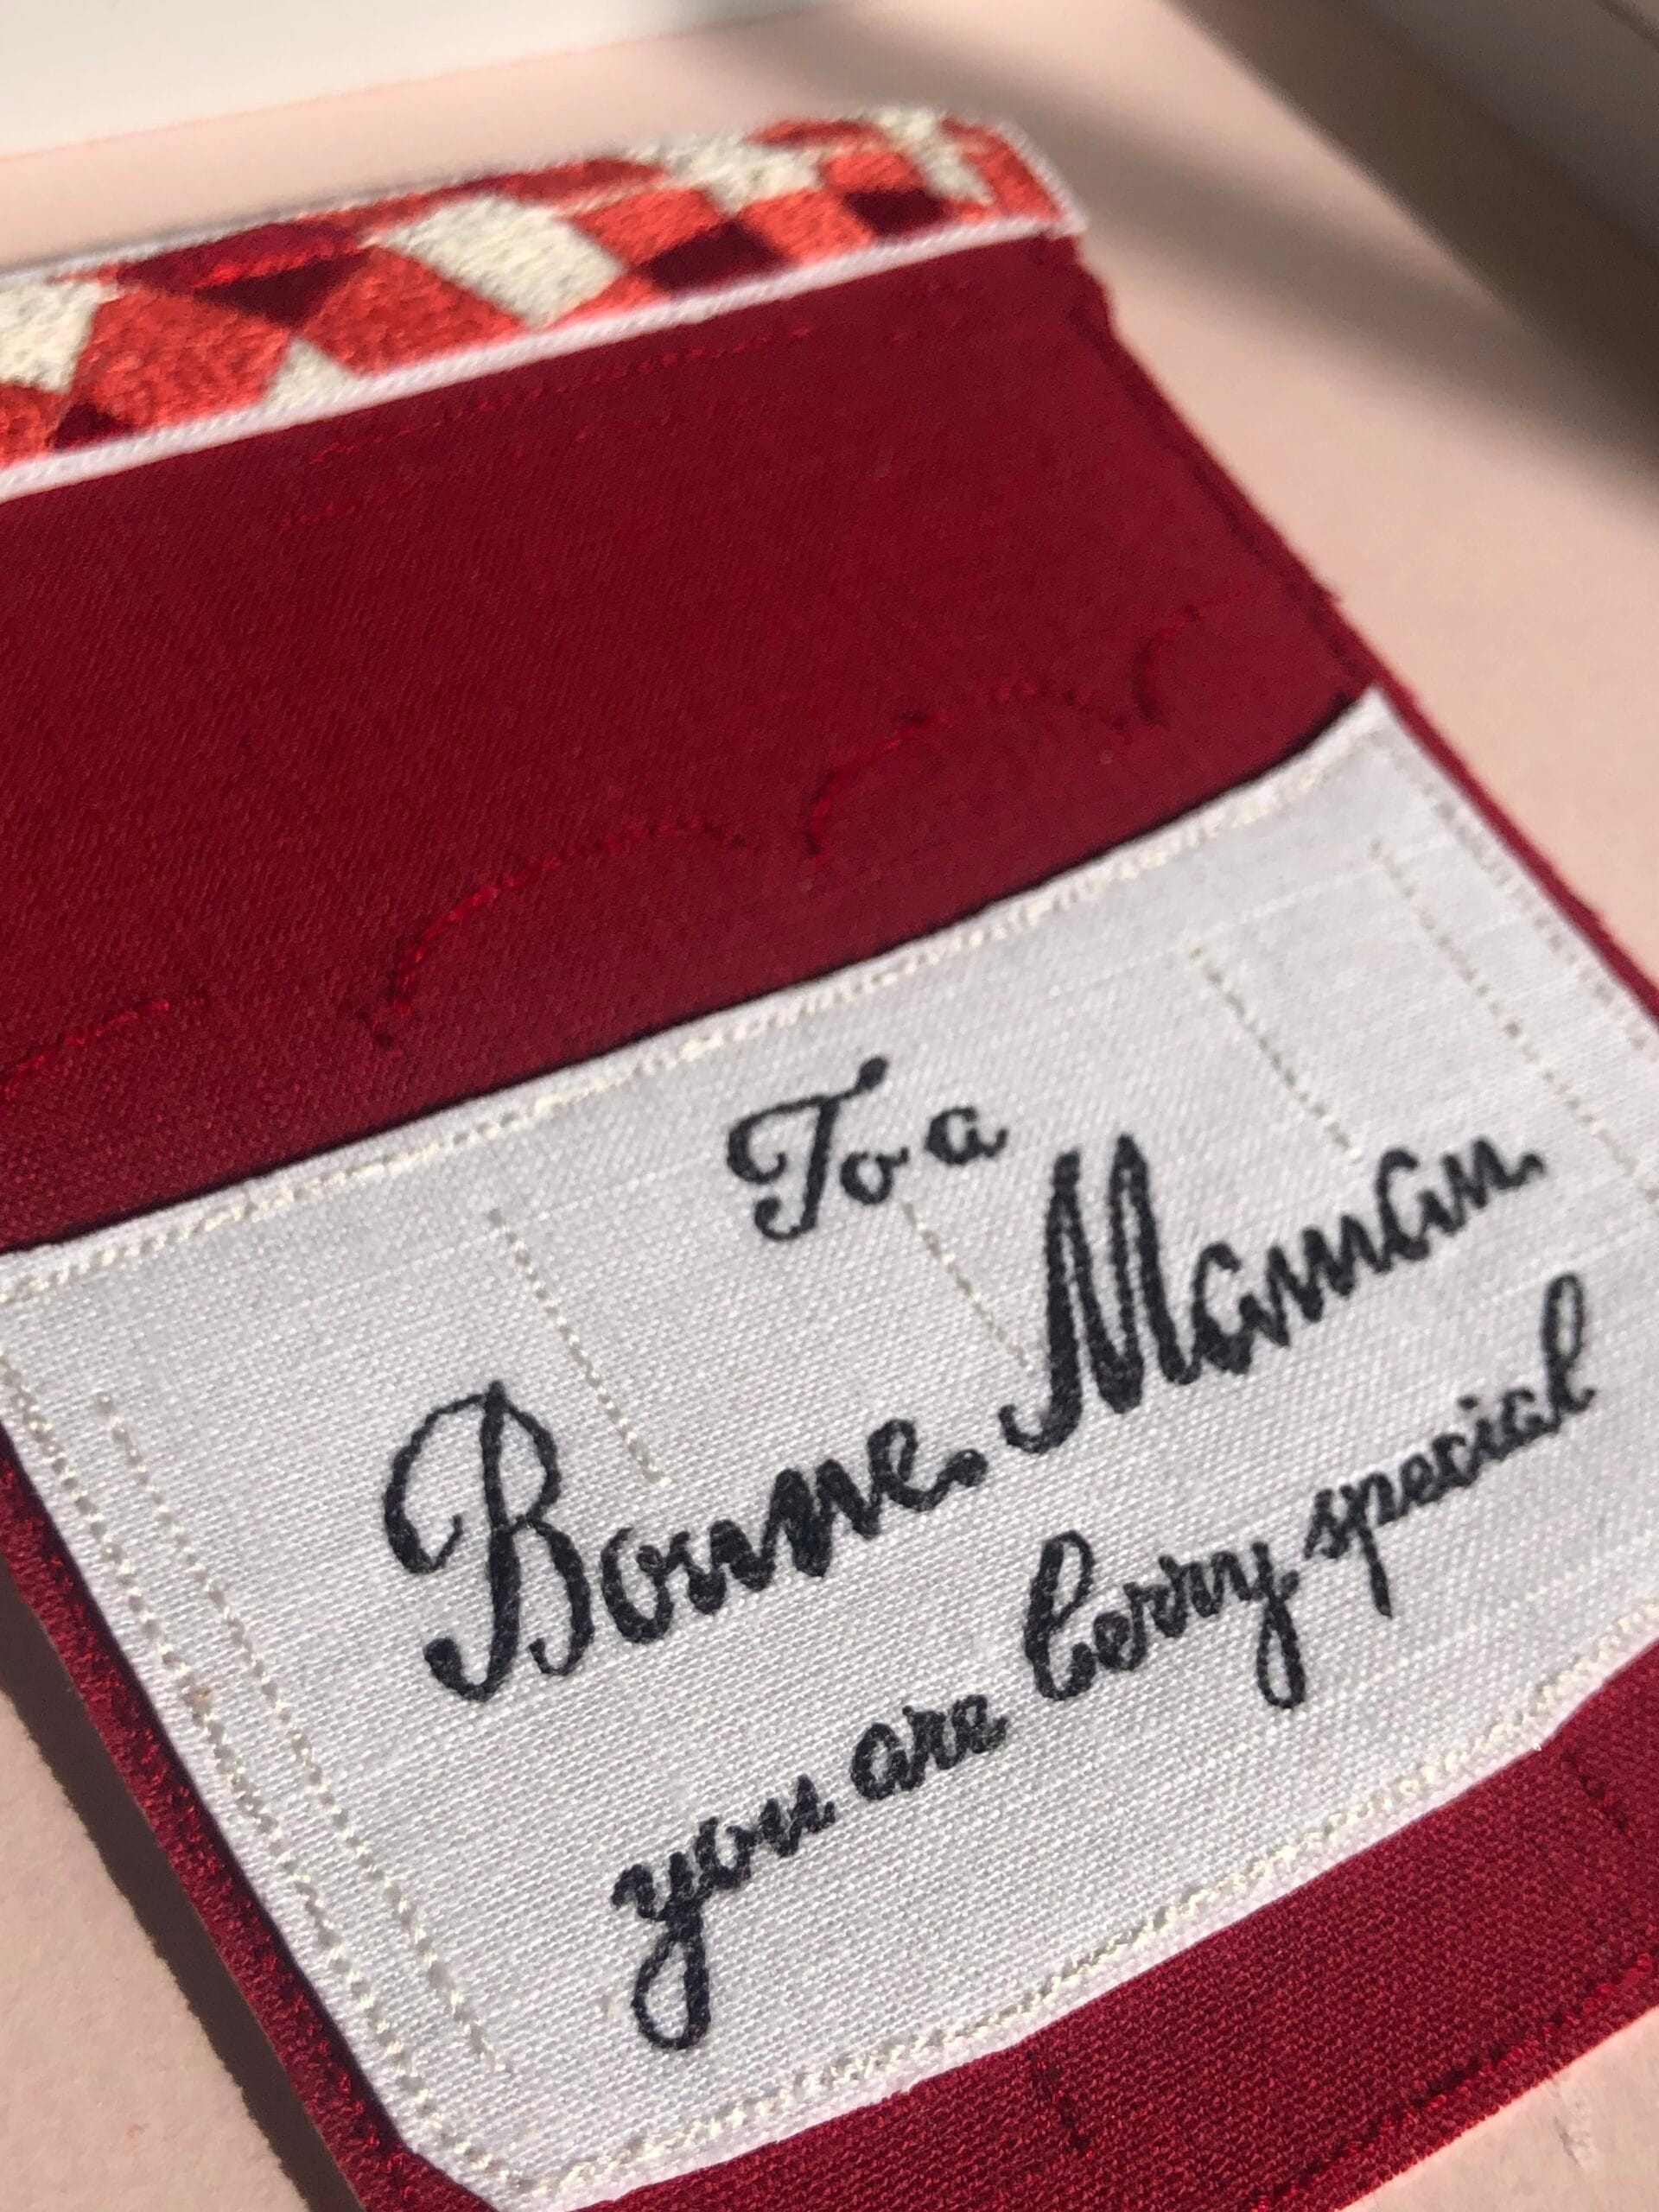 To a
Bonne Maman
you are berry special